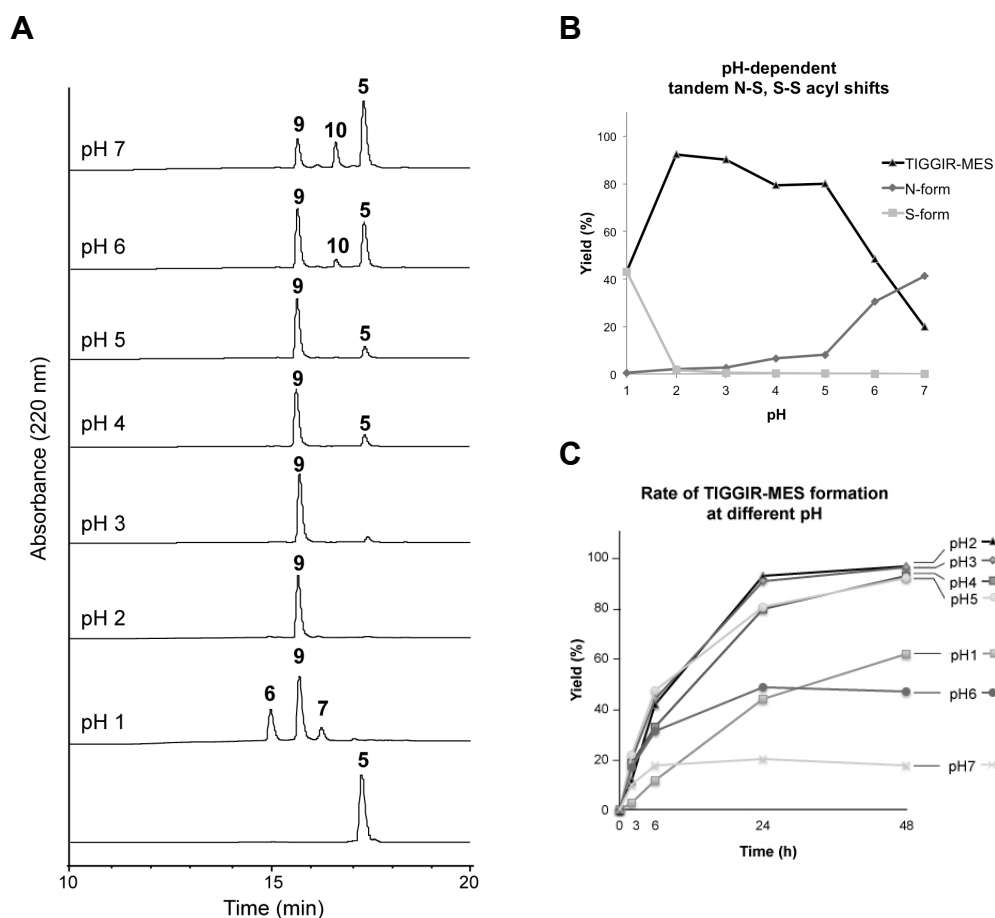 A
pH 7
9
10
5
pH 6
9
10
5
pH 5
9
5
pH 4
9
5
pH 3
9
pH 2
9
pH 1
6
9
7
5
Absorbance (220 nm)
10
15
20
Time (min)
B
pH-dependent
tandem N-S, S-S acyl shifts
100
80
60
40
20
0
Yield (%)
1 2 3 4 5 6 7
pH
TIGGIR-MES
N-form
S-form
C
Rate of TIGGIR-MES formation
at different pH
100
80
60
40
20
0
Yield (%)
0 3 6 24 48
Time (h)
pH2
pH3
pH4
pH5
pH1
pH6
pH7